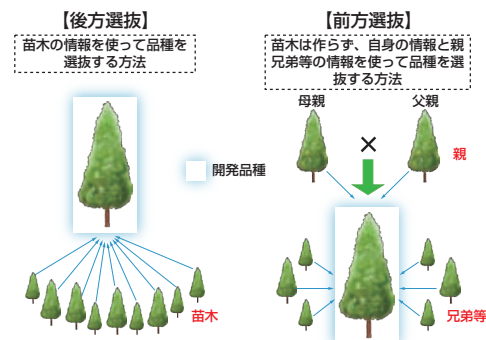 【後方選抜】
苗木の情報を使って品種を
選抜する方法
開発品種
苗木
【前方選抜】
苗木は作らず、自身の情報と親
兄弟等の情報を使って品種を選
抜する方法
母親
父親
×
親
兄弟等